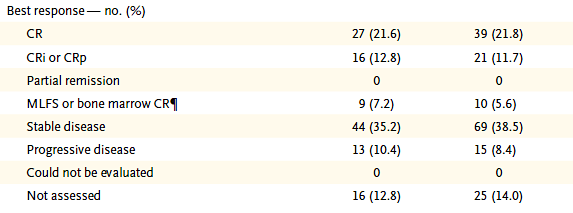 Best response — no. (%)
CR 27 (21.6) 39 (21.8)
CRi or CRp 16 (12.8) 21 (11.7)
Partial remission 0 0
MLFS or bone marrow CR¶ 9 (7.2) 10 (5.6)
Stable disease 44 (35.2) 69 (38.5)
Progressive disease 13 (10.4) 15 (8.4)
Could not be evaluated 0 0
Not assessed 16 (12.8) 25 (14.0)